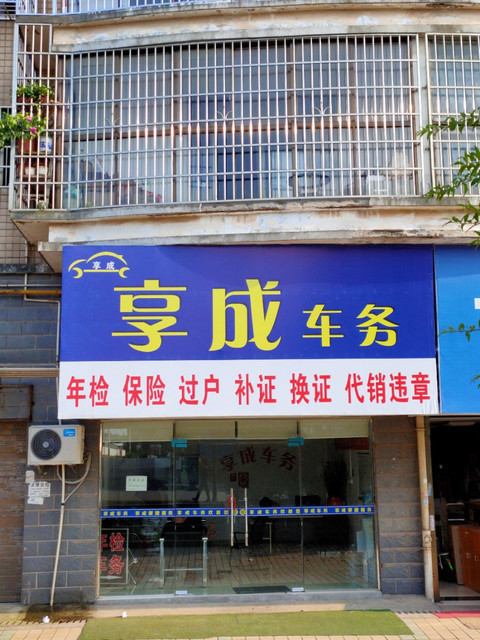 享成
享成车务
年检 保险 过户 补证 换证 代销违章
享成车务
年检
车务